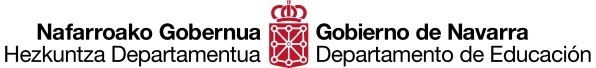 Nafarroako Gobernua
Hezkuntza Departamentua
Gobierno de Navarra
Departamento de Educación